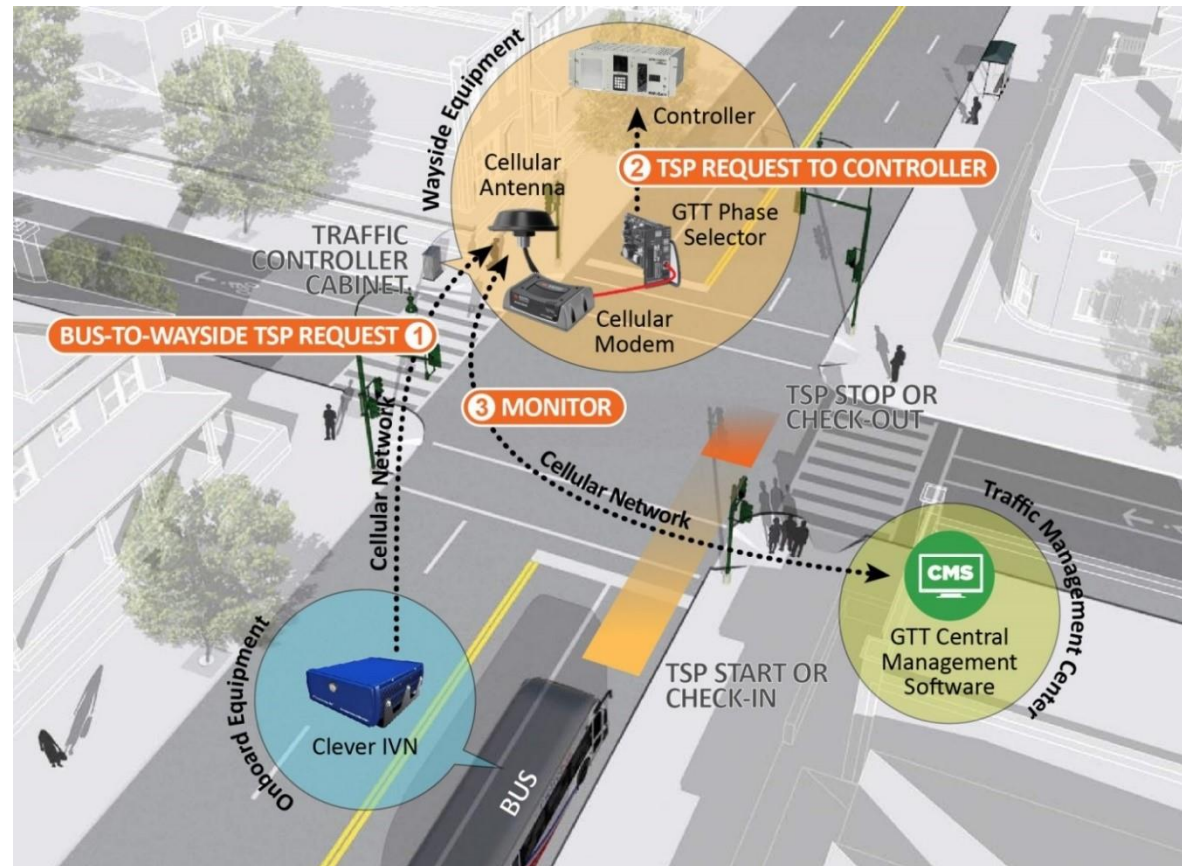 Wayside Equipment
Controller
Cellular
Antenna
② TSP REQUEST TO CONTROLLER
GTT Phase
Selector
TRAFFIC
CONTROLLER
CABINET
BUS-TO-WAYSIDE TSP REQUEST ①
Cellular
Modem
③ MONITOR
TSP STOP OR
CHECK-OUT
Cellular Network
Cellular Network
Traffic Management Center
CMS
GTT Central
Management
Software
TSP START OR
CHECK-IN
Onboard Equipment
Clever IVN
BUS